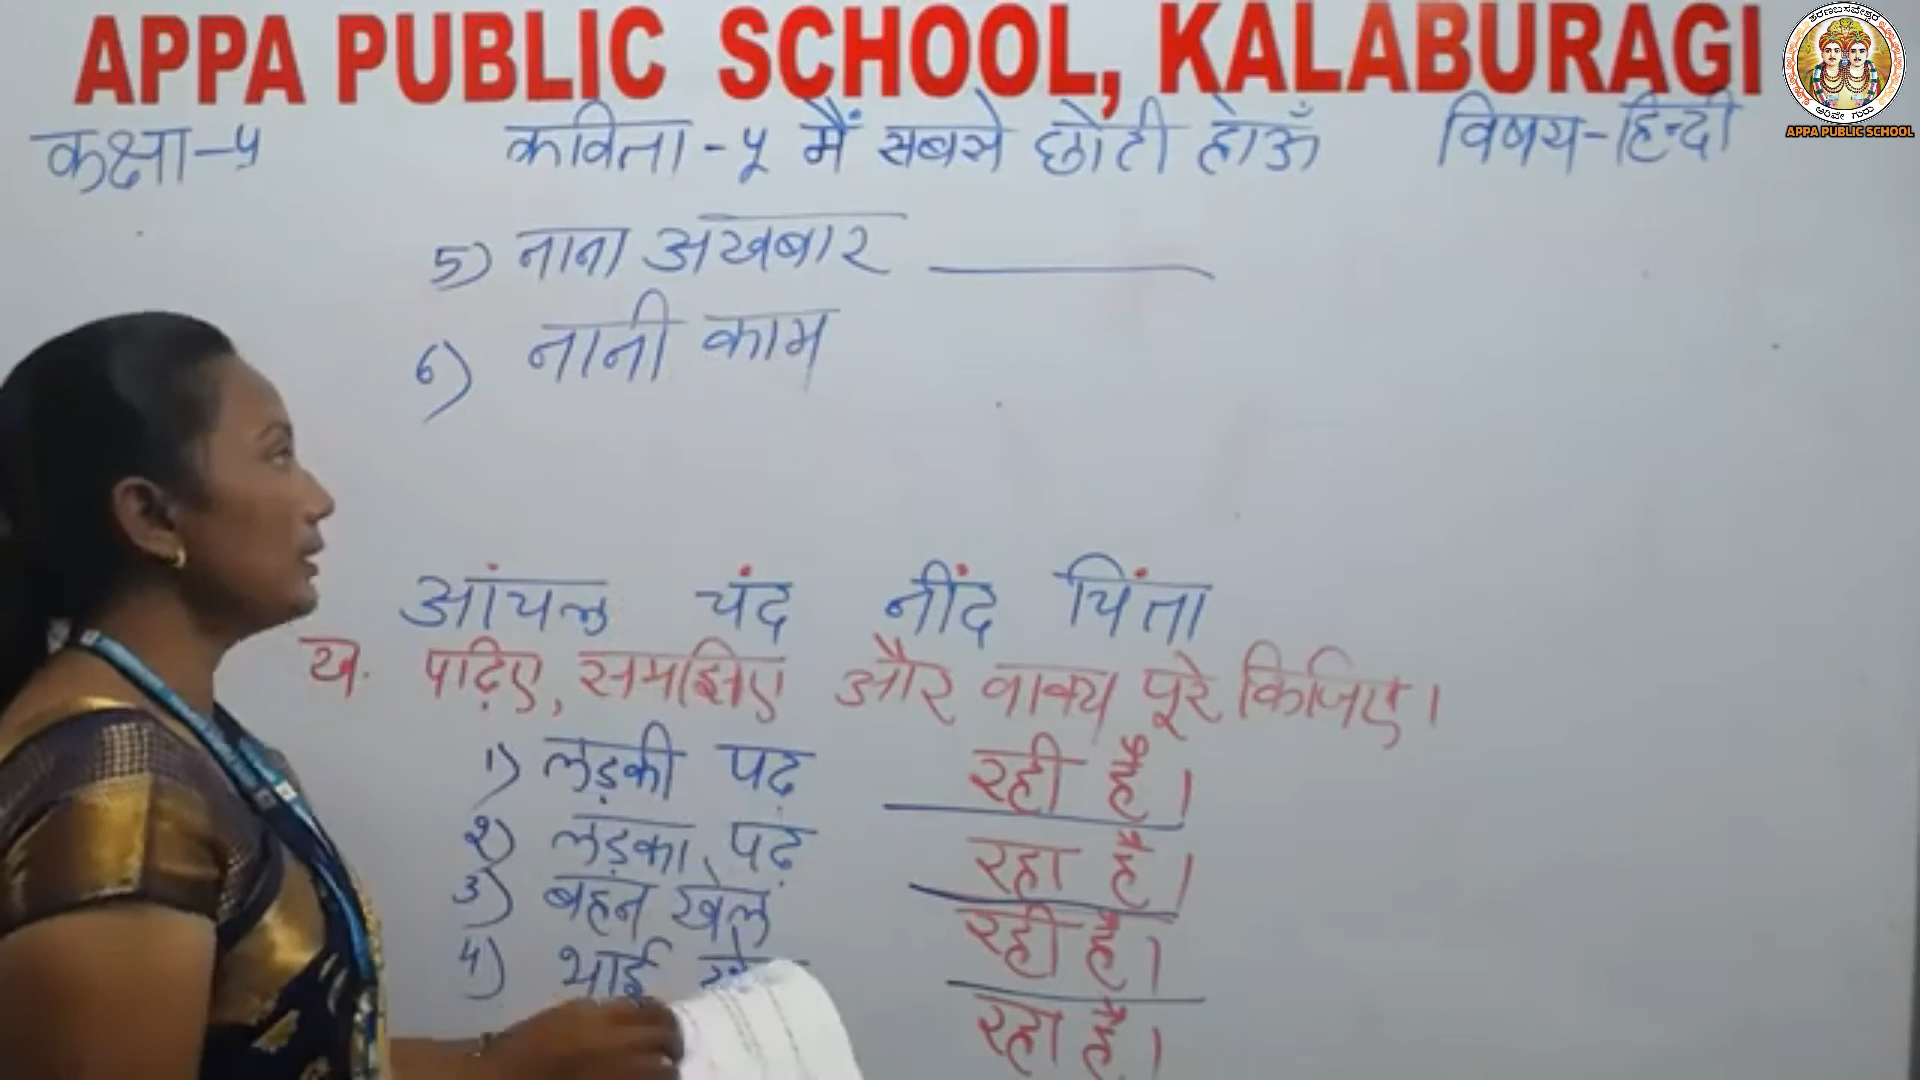 APPA PUBLIC SCHOOL, KALABURAGI
APPA PUBLIC SCHOOL
कक्षा-५ कविता-५ मैं सबसे छोटी होऊँ विषय-हिन्दी
5) नाना अखबार
6) नानी काम
आंचल चंद नींद चिंता
ख. पढ़िए, समझिए और वाक्य पूरे किजिए।
1) लड़की पढ़ रही है।
२) लड़का पढ़ रहा है।
3) बहन खेल रही है।
4) भाई रहा है।